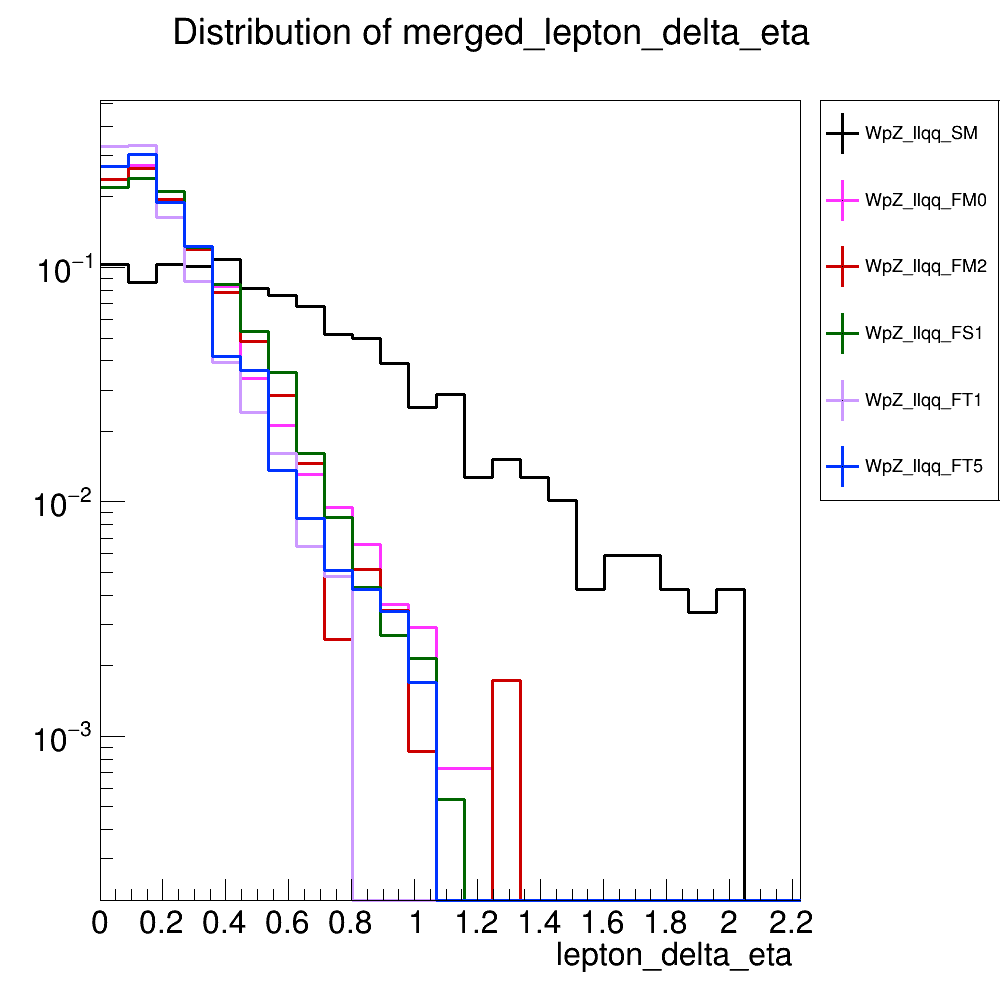 Distribution of merged_lepton_delta_eta
WpZ_llqq_SM
WpZ_llqq_FM0
WpZ_llqq_FM2
WpZ_llqq_FS1
WpZ_llqq_FT1
WpZ_llqq_FT5
10⁻¹
10⁻²
10⁻³
0 0.2 0.4 0.6 0.8 1 1.2 1.4 1.6 1.8 2 2.2
lepton_delta_eta